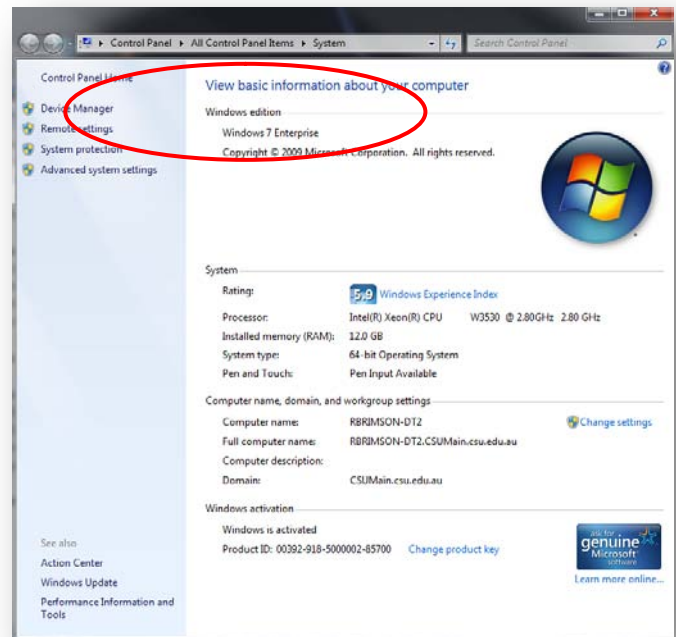 Control Panel ▸ All Control Panel Items ▸ System
Search Control Panel
Control Panel Home
Device Manager
Remote settings
System protection
Advanced system settings
View basic information about your computer
Windows edition
Windows 7 Enterprise
Copyright © 2009 Microsoft Corporation. All rights reserved.
System
Rating: 5.9 Windows Experience Index
Processor: Intel(R) Xeon(R) CPU W3530 @ 2.80GHz 2.80 GHz
Installed memory (RAM): 12.0 GB
System type: 64-bit Operating System
Pen and Touch: Pen Input Available
Computer name, domain, and workgroup settings
Computer name: RBRIMSON-DT2 Change settings
Full computer name: RBRIMSON-DT2.CSUMain.csu.edu.au
Computer description:
Domain: CSUMain.csu.edu.au
Windows activation
Windows is activated
Product ID: 00392-918-5000002-85700 Change product key
ask for
genuine
Microsoft
software
Learn more online...
See also
Action Center
Windows Update
Performance Information and
Tools